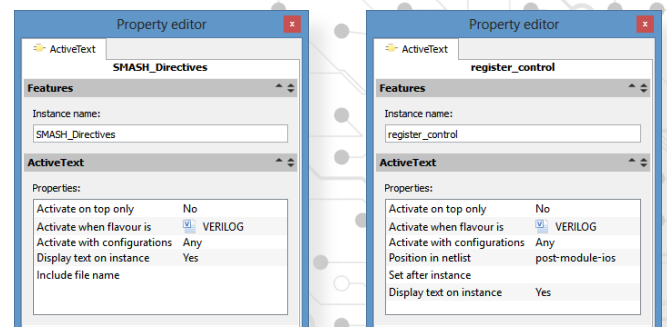 Property editor
x
ActiveText
SMASH_Directives
Features
Instance name:
SMASH_Directives
ActiveText
Properties:
Activate on top only No
Activate when flavour is VERILOG
Activate with configurations Any
Display text on instance Yes
Include file name
Property editor
x
ActiveText
register_control
Features
Instance name:
register_control
ActiveText
Properties:
Activate on top only No
Activate when flavour is VERILOG
Activate with configurations Any
Position in netlist post-module-ios
Set after instance
Display text on instance Yes